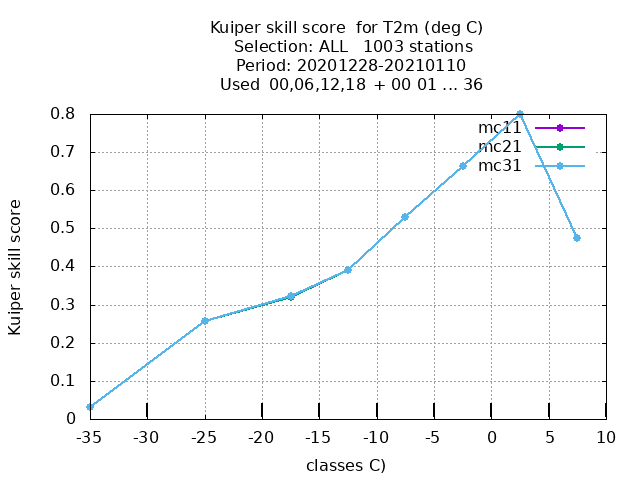 Kuiper skill score  for T2m (deg C)
Selection: ALL   1003 stations
Period: 20201228-20210110
Used  00,06,12,18  + 00 01 ... 36
mc11
mc21
mc31
Kuiper skill score
0.8
0.7
0.6
0.5
0.4
0.3
0.2
0.1
0
-35 -30 -25 -20 -15 -10 -5 0 5 10
classes C)